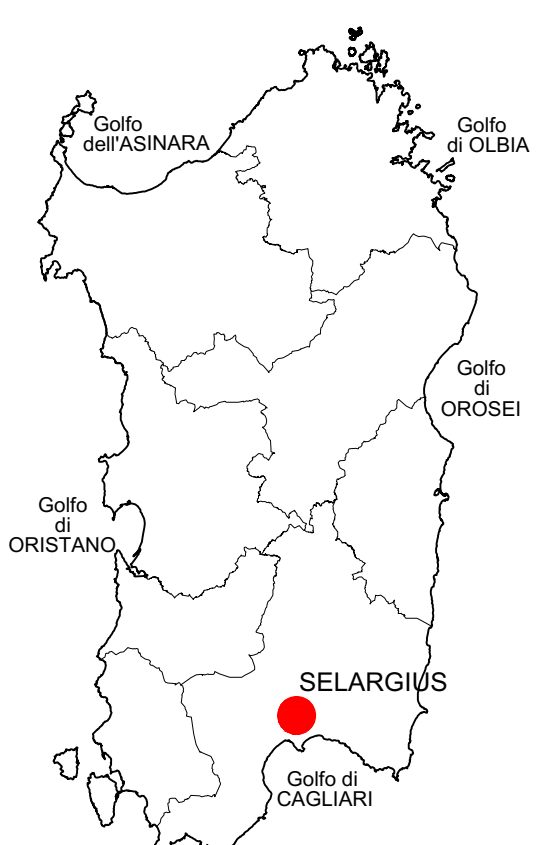 Golfo
dell'ASINARA
Golfo
di OLBIA
Golfo
di
OROSEI
Golfo
di
ORISTANO
SELARGIUS
Golfo di
CAGLIARI